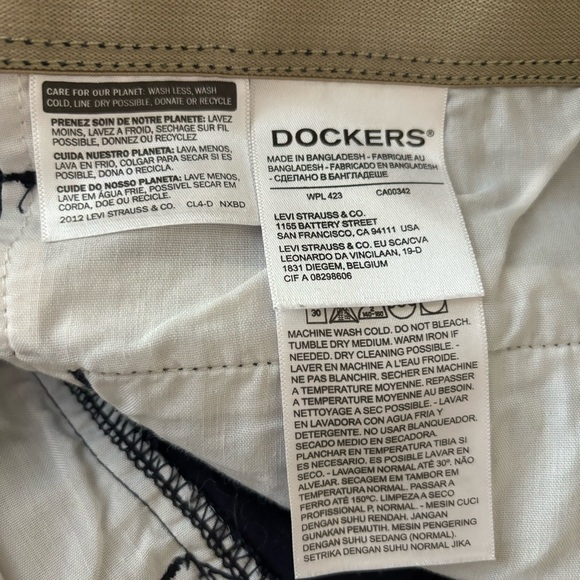 CARE FOR OUR PLANET: WASH LESS, WASH
COLD, LINE DRY POSSIBLE, DONATE OR RECYCLE
PRENEZ SOIN DE NOTRE PLANETE: LAVEZ
MOINS, LAVEZ A FROID, SECHAGE SUR FIL
POSSIBLE, DONNEZ OU RECYCLEZ
CUIDA NUESTRO PLANETA: LAVA MENOS,
LAVA EN FRIO, COLGAR PARA SECAR SI ES
POSIBLE, DONA O RECICLA.
CUIDE DO NOSSO PLANETA: LAVE MENOS,
LAVE EM ÁGUA FRIE, POSSIVEL SECAR EM
CORDA, DOE OU RECICLE
2012 LEVI STRAUSS & CO. CL4-D NXBD
DOCKERS®
MADE IN BANGLADESH - FABRIQUE AU
BANGLADESH - FABRICADO EN BANGLADESH
- СДЕЛАНО В БАНГЛАДЕШЕ
WPL 423 CA00342
LEVI STRAUSS & CO.
1155 BATTERY STREET
SAN FRANCISCO, CA 94111 USA
LEVI STRAUSS & CO. EU SCA/CVA
LEONARDO DA VINCILAAN, 19-D
1831 DIEGEM, BELGIUM
CIF A 08298606
30
MACHINE WASH COLD. DO NOT BLEACH.
TUMBLE DRY MEDIUM. WARM IRON IF
NEEDED. DRY CLEANING POSSIBLE. -
LAVER EN MACHINE A L'EAU FROIDE.
NE PAS BLANCHIR. SECHER EN MACHINE
A TEMPERATURE MOYENNE. REPASSER
A TEMPERATURE MOYENNE.
NETTOYAGE A SEC POSSIBLE. - LAVAR
EN LAVADORA CON AGUA FRIA Y
DETERGENTE. NO USAR BLANQUEADOR.
SECADO MEDIO EN SECADORA.
PLANCHAR EN TEMPERATURA TIBIA SI
ES NECESARIO. ES POSIBLE LAVAR EN
SECO. - LAVAGEM NORMAL ATÉ 30º. NÃO
ALVEJAR. SECAGEM EM TAMBOR EM
TEMPERATURA NORMAL. PASSAR A
FERRO ATÉ 150ºC. LIMPEZA A SECO
PROFISSIONAL P, NORMAL. - MESIN CUCI
DENGAN SUHU RENDAH. JANGAN
GUNAKAN PEMUTIH. MESIN PENGERING
DENGAN SUHU SEDANG (NORMAL).
SETRIKA DENGAN SUHU NORMAL JIKA